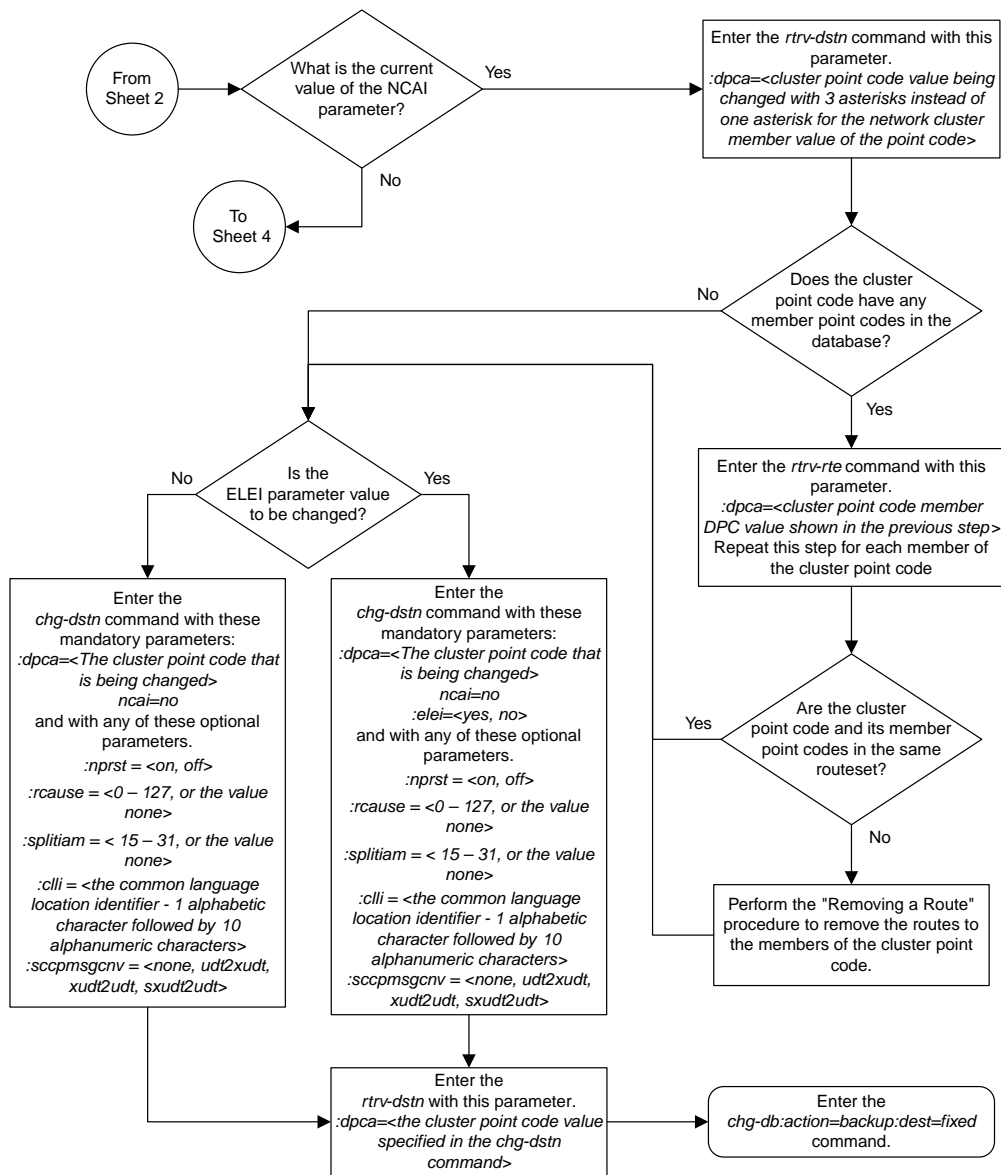 From
Sheet 2
What is the current
value of the NCAI
parameter?
Yes
No
To
Sheet 4
Enter the rtrv-dstn command with this
parameter.
:dpca=<cluster point code value being
changed with 3 asterisks instead of
one asterisk for the network cluster
member value of the point code>
Does the cluster
point code have any
member point codes in the
database?
No
Yes
Enter the rtrv-rte command with this
parameter.
:dpca=<cluster point code member
DPC value shown in the previous step>
Repeat this step for each member of
the cluster point code
Are the cluster
point code and its member
point codes in the same
routeset?
Yes
No
Perform the "Removing a Route"
procedure to remove the routes to
the members of the cluster point
code.
Is the
ELEI parameter value
to be changed?
No
Yes
Enter the
chg-dstn command with these
mandatory parameters:
:dpca=<The cluster point code that
is being changed>
ncai=no
and with any of these optional
parameters.
:nprst = <on, off>
:rcause = <0 – 127, or the value
none>
:splitiam = < 15 – 31, or the value
none>
:clli = <the common language
location identifier - 1 alphabetic
character followed by 10
alphanumeric characters>
:sccpmsgcnv = <none, udt2xudt,
xudt2udt, sxudt2udt>
Enter the
chg-dstn command with these
mandatory parameters:
:dpca=<The cluster point code that
is being changed>
ncai=no
:elei=<yes, no>
and with any of these optional
parameters.
:nprst = <on, off>
:rcause = <0 – 127, or the value
none>
:splitiam = < 15 – 31, or the value
none>
:clli = <the common language
location identifier - 1 alphabetic
character followed by 10
alphanumeric characters>
:sccpmsgcnv = <none, udt2xudt,
xudt2udt, sxudt2udt>
Enter the
rtrv-dstn with this parameter.
:dpca=<the cluster point code value
specified in the chg-dstn
command>
Enter the
chg-db:action=backup:dest=fixed
command.